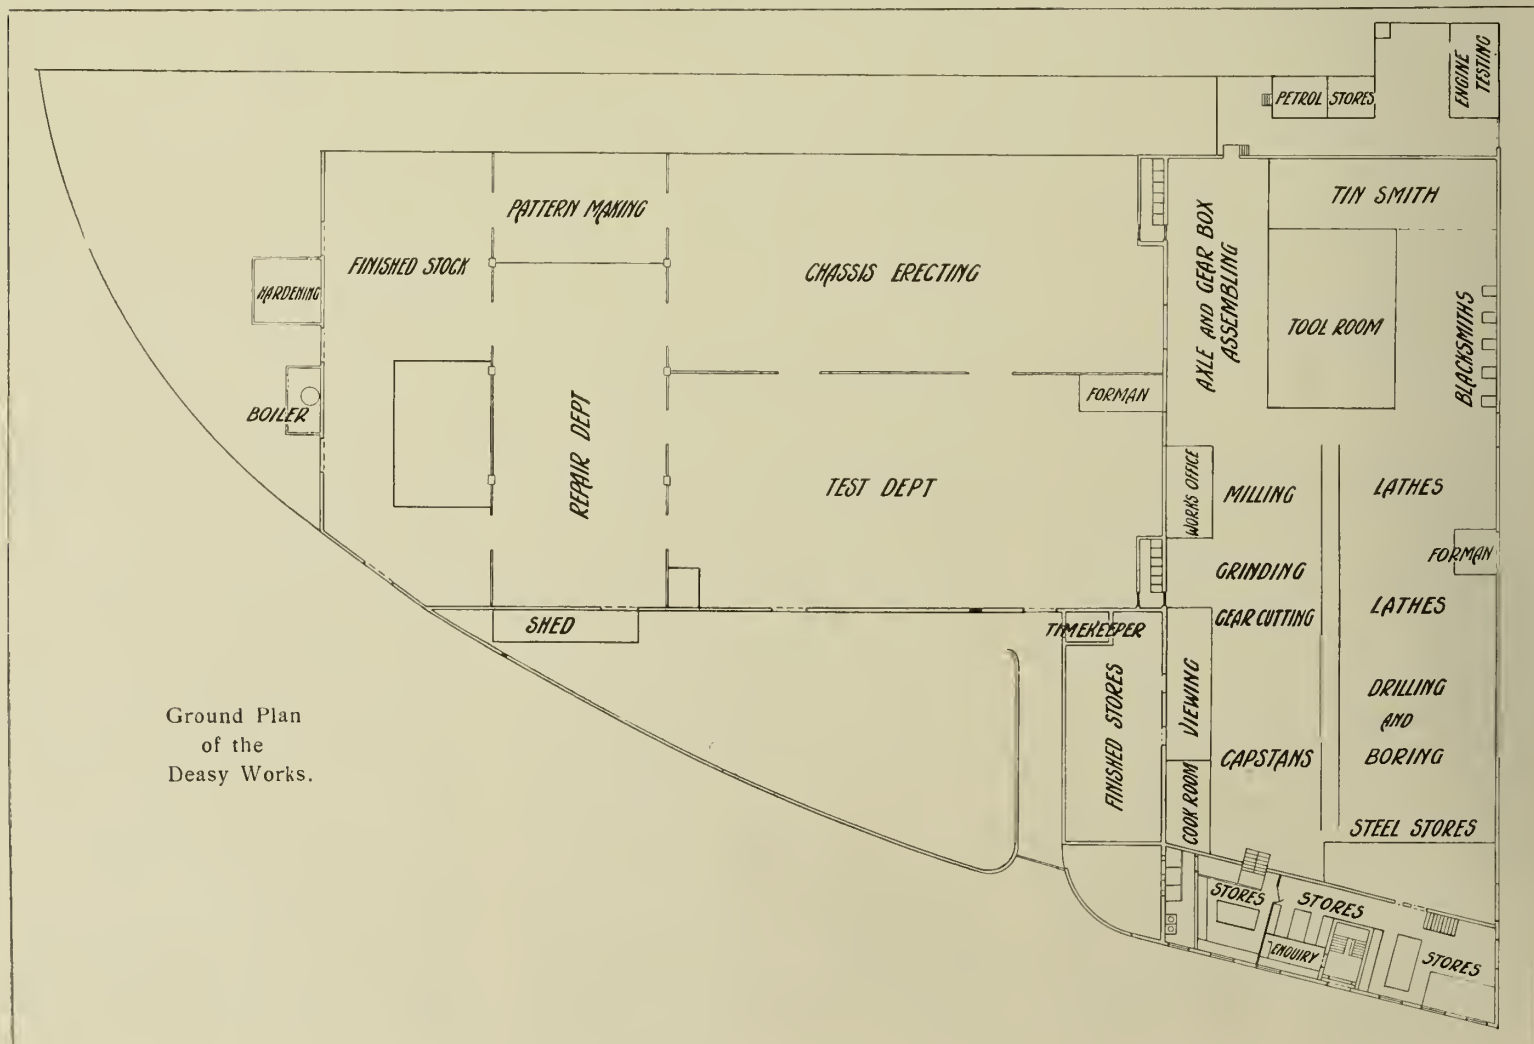 ENGINE
TESTING
PETROL STORES
TIN SMITH
PATTERN MAKING
AXLE AND GEAR BOX
ASSEMBLING
FINISHED STOCK
CHASSIS ERECTING
HARDENING
TOOL ROOM
BLACKSMITHS
BOILER
FORMAN
REPAIR DEPT
TEST DEPT
WORKS OFFICE
MILLING
LATHES
FORMAN
GRINDING
GEAR CUTTING
LATHES
SHED
TIMEKEEPER
VIEWING
FINISHED STORES
DRILLING
AND
BORING
CAPSTANS
COOK ROOM
STEEL STORES
Ground Plan
of the
Deasy Works.
STORES
STORES
ENQUIRY
STORES